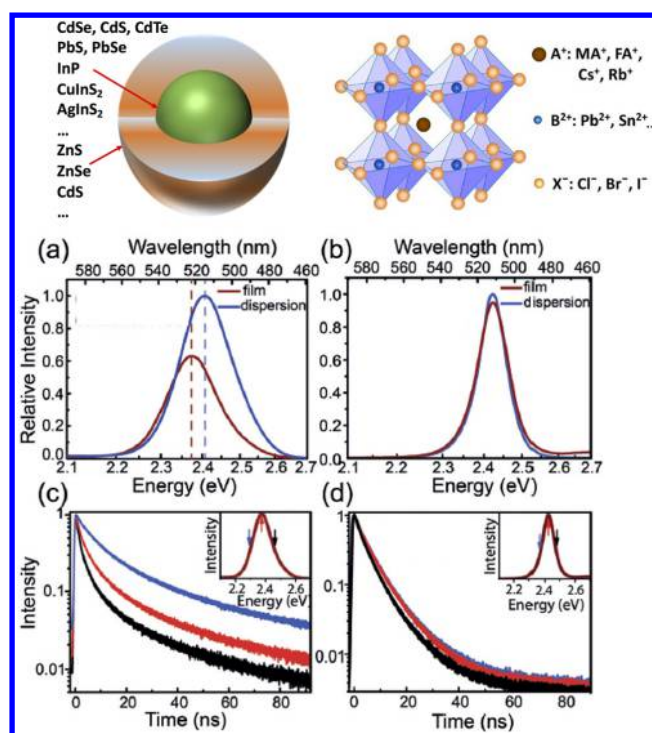 CdSe, CdS, CdTe
PbS, PbSe
InP
CuInS₂
AgInS₂
...
ZnS
ZnSe
CdS
...
A⁺: MA⁺, FA⁺,
Cs⁺, Rb⁺
B²⁺: Pb²⁺, Sn²⁺..
X⁻: Cl⁻, Br⁻, I⁻
(a) Wavelength (nm)
580 560 540 520 500 480 460
film
dispersion
Relative Intensity
1.0
0.8
0.6
0.4
0.2
0.0
2.1 2.2 2.3 2.4 2.5 2.6 2.7
Energy (eV)
(b) Wavelength (nm)
580 560 540 520 500 480 460
film
dispersion
1.0
0.8
0.6
0.4
0.2
0.0
2.1 2.2 2.3 2.4 2.5 2.6 2.7
Energy (eV)
(c)
Intensity
1
0.1
0.01
0 20 40 60 80
Time (ns)
Intensity
2.2 2.4 2.6
Energy (eV)
(d)
1
0.1
0.01
0 20 40 60 80
Time (ns)
Intensity
2.2 2.4 2.6
Energy (eV)